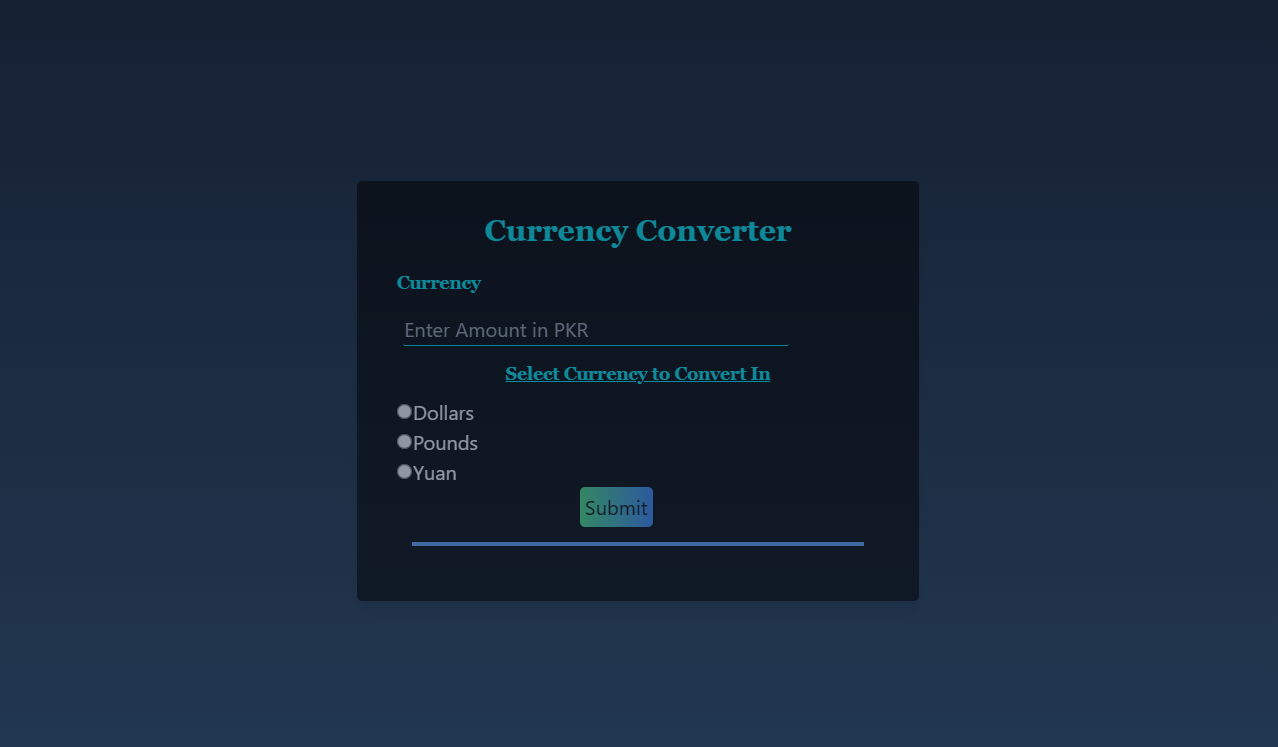 Currency Converter
Currency
Enter Amount in PKR
Select Currency to Convert In
Dollars
Pounds
Yuan
Submit